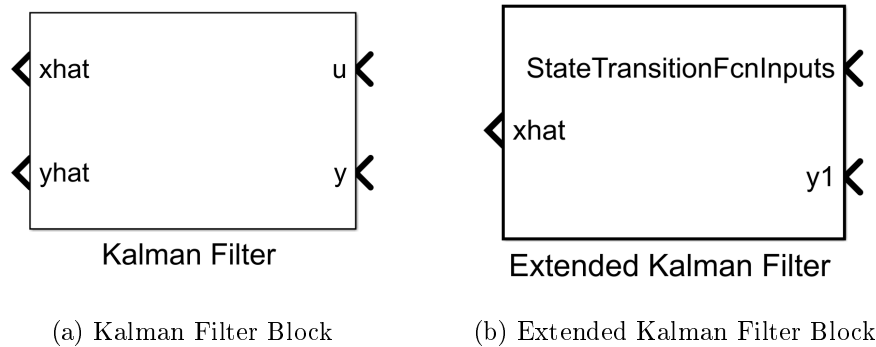 xhat
u
yhat
y
Kalman Filter
StateTransitionFcnInputs
xhat
y1
Extended Kalman Filter
(a) Kalman Filter Block
(b) Extended Kalman Filter Block